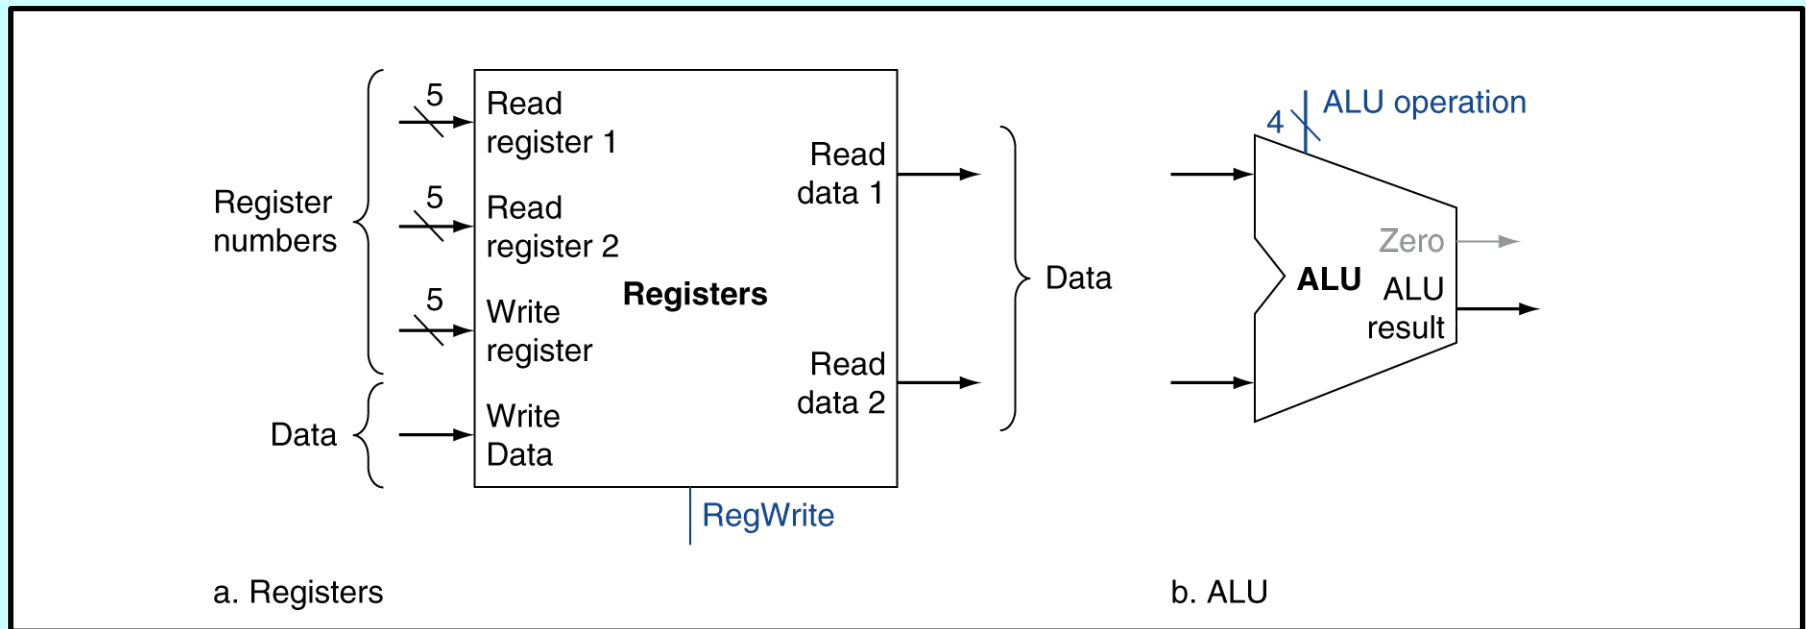 5
Read
register 1
5
Read
register 2
Register
numbers
5
Write
register
Data
Write
Data
Registers
Read
data 1
Read
data 2
Data
RegWrite
a. Registers
4
ALU operation
Zero
ALU
ALU
result
b. ALU